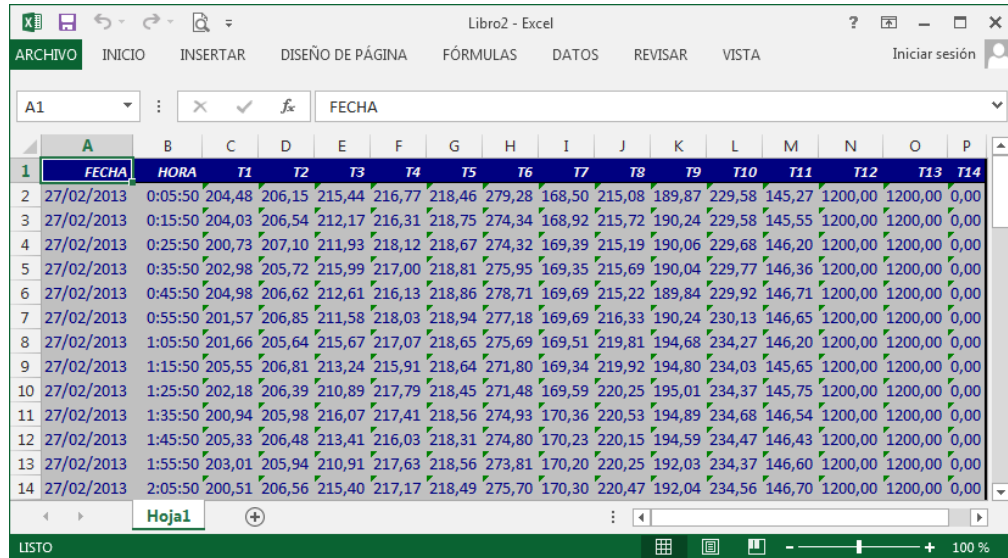 Libro2 - Excel
ARCHIVO INICIO INSERTAR DISEÑO DE PÁGINA FÓRMULAS DATOS REVISAR VISTA Iniciar sesión
A1 fx FECHA
A B C D E F G H I J K L M N O P
1 FECHA HORA T1 T2 T3 T4 T5 T6 T7 T8 T9 T10 T11 T12 T13 T14
2 27/02/2013 0:05:50 204,48 206,15 215,44 216,77 218,46 279,28 168,50 215,08 189,87 229,58 145,27 1200,00 1200,00 0,00
3 27/02/2013 0:15:50 204,03 206,54 212,17 216,31 218,75 274,34 168,92 215,72 190,24 229,58 145,55 1200,00 1200,00 0,00
4 27/02/2013 0:25:50 200,73 207,10 211,93 218,12 218,67 274,32 169,39 215,19 190,06 229,68 146,20 1200,00 1200,00 0,00
5 27/02/2013 0:35:50 202,98 205,72 215,99 217,00 218,81 275,95 169,35 215,69 190,04 229,77 146,36 1200,00 1200,00 0,00
6 27/02/2013 0:45:50 204,98 206,62 212,61 216,13 218,86 278,71 169,69 215,22 189,84 229,92 146,71 1200,00 1200,00 0,00
7 27/02/2013 0:55:50 201,57 206,85 211,58 218,03 218,94 277,18 169,69 216,33 190,24 230,13 146,65 1200,00 1200,00 0,00
8 27/02/2013 1:05:50 201,66 205,64 215,67 217,07 218,65 275,69 169,51 219,81 194,68 234,27 146,20 1200,00 1200,00 0,00
9 27/02/2013 1:15:50 205,55 206,81 213,24 215,91 218,64 271,80 169,34 219,92 194,80 234,03 145,65 1200,00 1200,00 0,00
10 27/02/2013 1:25:50 202,18 206,39 210,89 217,79 218,45 271,48 169,59 220,25 195,01 234,37 145,75 1200,00 1200,00 0,00
11 27/02/2013 1:35:50 200,94 205,98 216,07 217,41 218,56 274,93 170,36 220,53 194,89 234,68 146,54 1200,00 1200,00 0,00
12 27/02/2013 1:45:50 205,33 206,48 213,41 216,03 218,31 274,80 170,23 220,15 194,59 234,47 146,43 1200,00 1200,00 0,00
13 27/02/2013 1:55:50 203,01 205,94 210,91 217,63 218,56 273,81 170,20 220,25 192,03 234,37 146,60 1200,00 1200,00 0,00
14 27/02/2013 2:05:50 200,51 206,56 215,40 217,17 218,49 275,70 170,30 220,47 192,04 234,56 146,70 1200,00 1200,00 0,00
Hoja1
LISTO 100 %